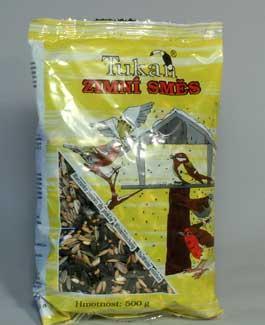 Tukan®
ZIMNÍ SMĚS
Hmotnost: 500 g